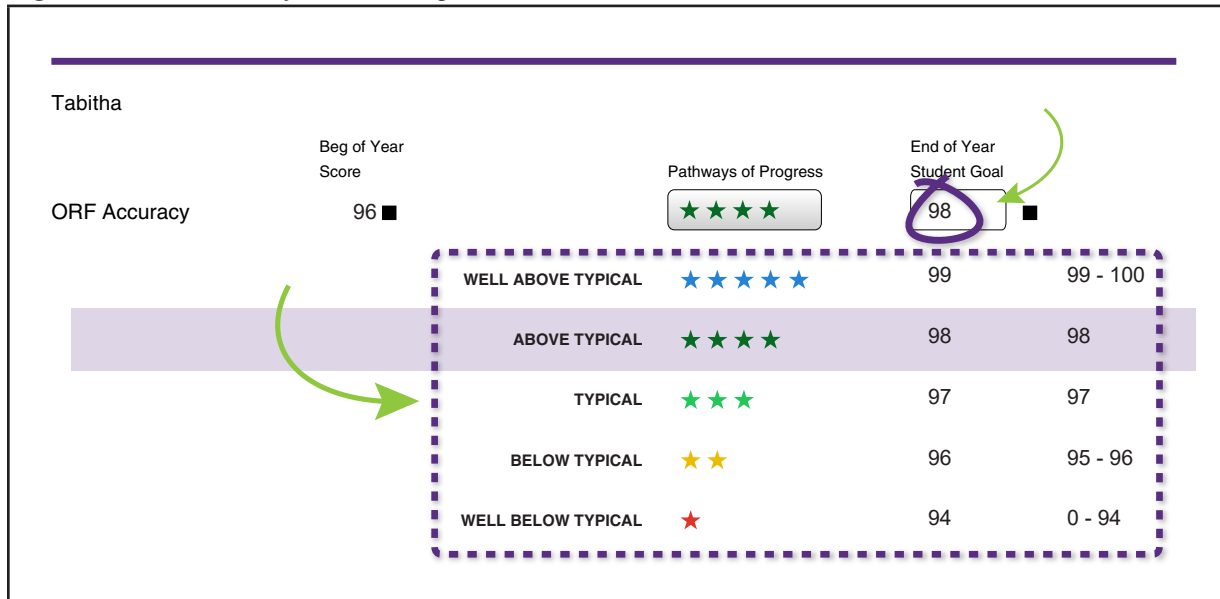 Tabitha
Beg of Year
Score
Pathways of Progress
End of Year
Student Goal
ORF Accuracy 96 98
WELL ABOVE TYPICAL 99 99 - 100
ABOVE TYPICAL 98 98
TYPICAL 97 97
BELOW TYPICAL 96 95 - 96
WELL BELOW TYPICAL 94 0 - 94